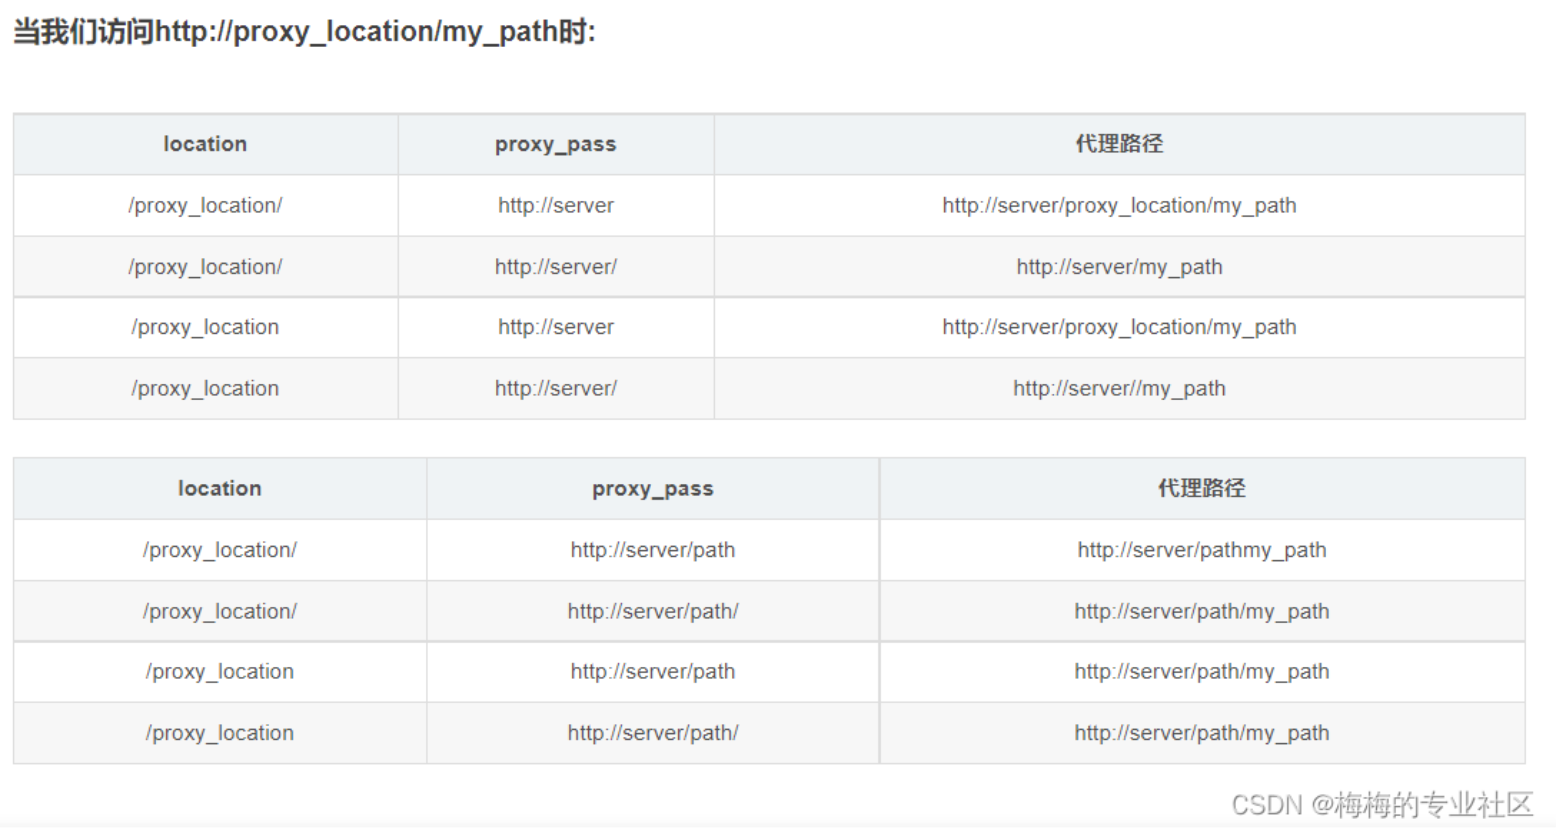 当我们访问http://proxy_location/my_path时:
location proxy_pass 代理路径
/proxy_location/ http://server http://server/proxy_location/my_path
/proxy_location/ http://server/ http://server/my_path
/proxy_location http://server http://server/proxy_location/my_path
/proxy_location http://server/ http://server//my_path
location proxy_pass 代理路径
/proxy_location/ http://server/path http://server/pathmy_path
/proxy_location/ http://server/path/ http://server/path/my_path
/proxy_location http://server/path http://server/path/my_path
/proxy_location http://server/path/ http://server/path/my_path
CSDN @梅梅的专业社区